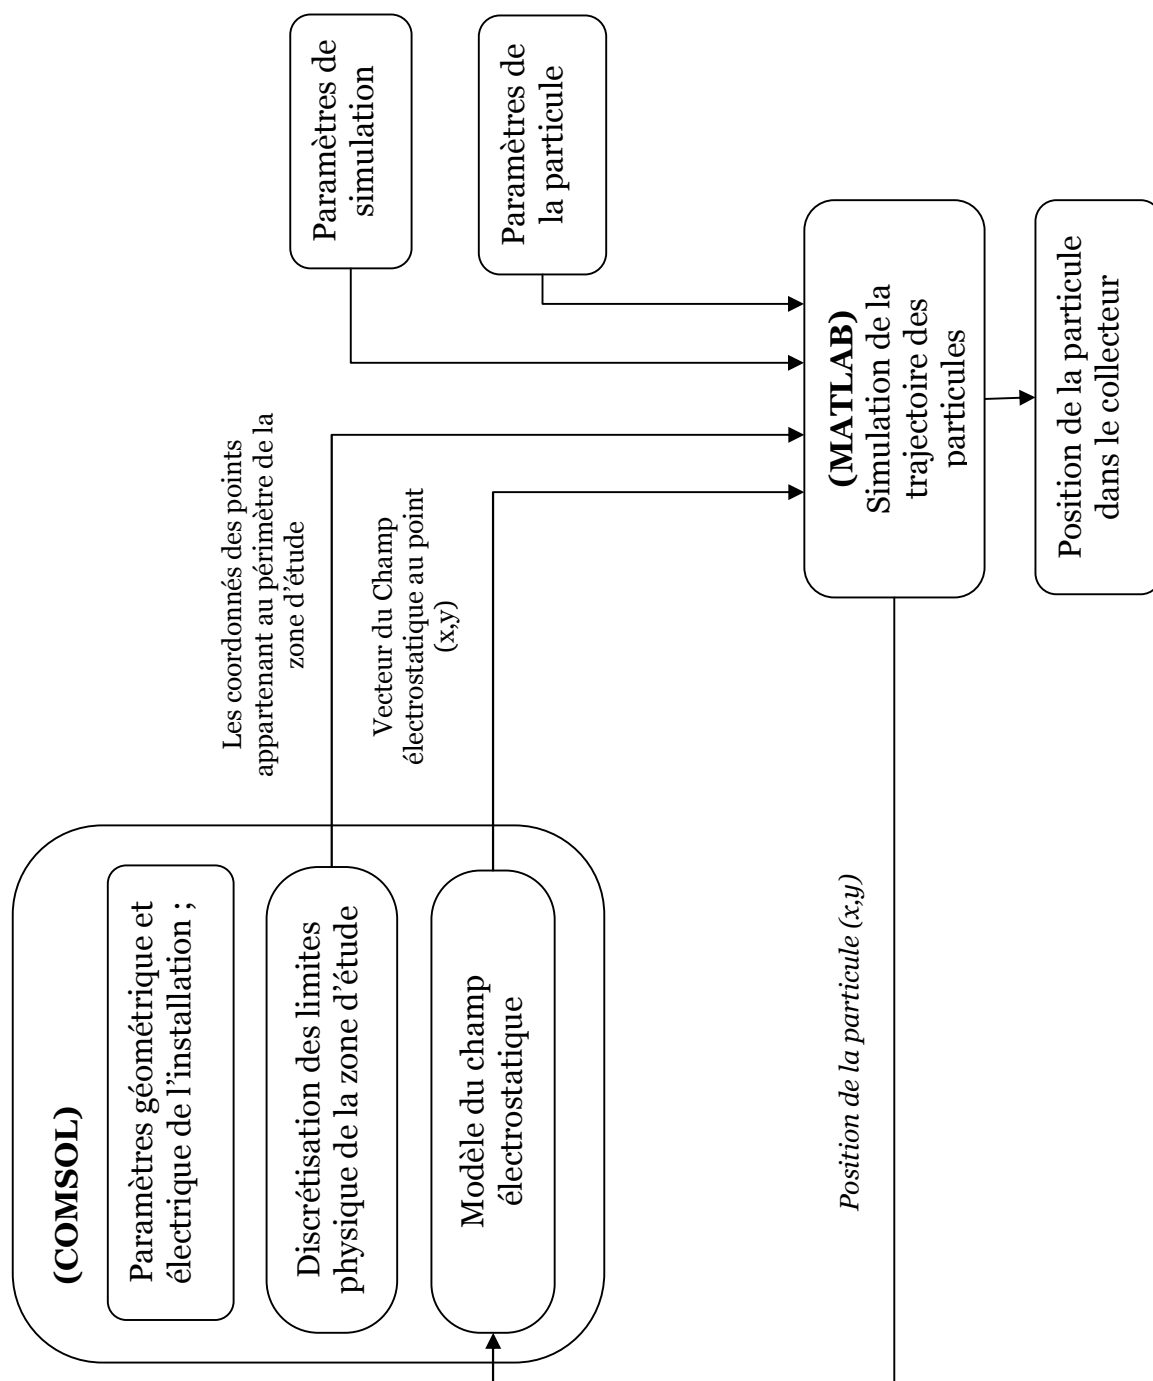 (COMSOL)
Paramètres géométrique et
électrique de l'installation ;
Discrétisation des limites
physique de la zone d'étude
Modèle du champ
électrostatique
Les coordonnés des points
appartenant au périmètre de la
zone d'étude
Vecteur du Champ
électrostatique au point
(x,y)
Paramètres de
simulation
Paramètres de
la particule
(MATLAB)
Simulation de la
trajectoire des
particules
Position de la particule
dans le collecteur
Position de la particule (x,y)